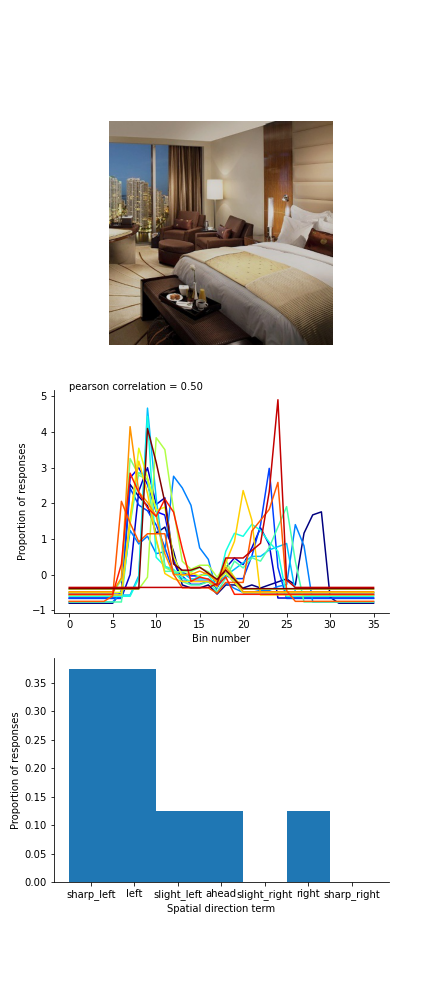 pearson correlation = 0.50
Proportion of responses
5
4
3
2
1
0
−1
0 5 10 15 20 25 30 35
Bin number
Proportion of responses
0.35
0.30
0.25
0.20
0.15
0.10
0.05
0.00
sharp_left left slight_left ahead slight_right right sharp_right
Spatial direction term